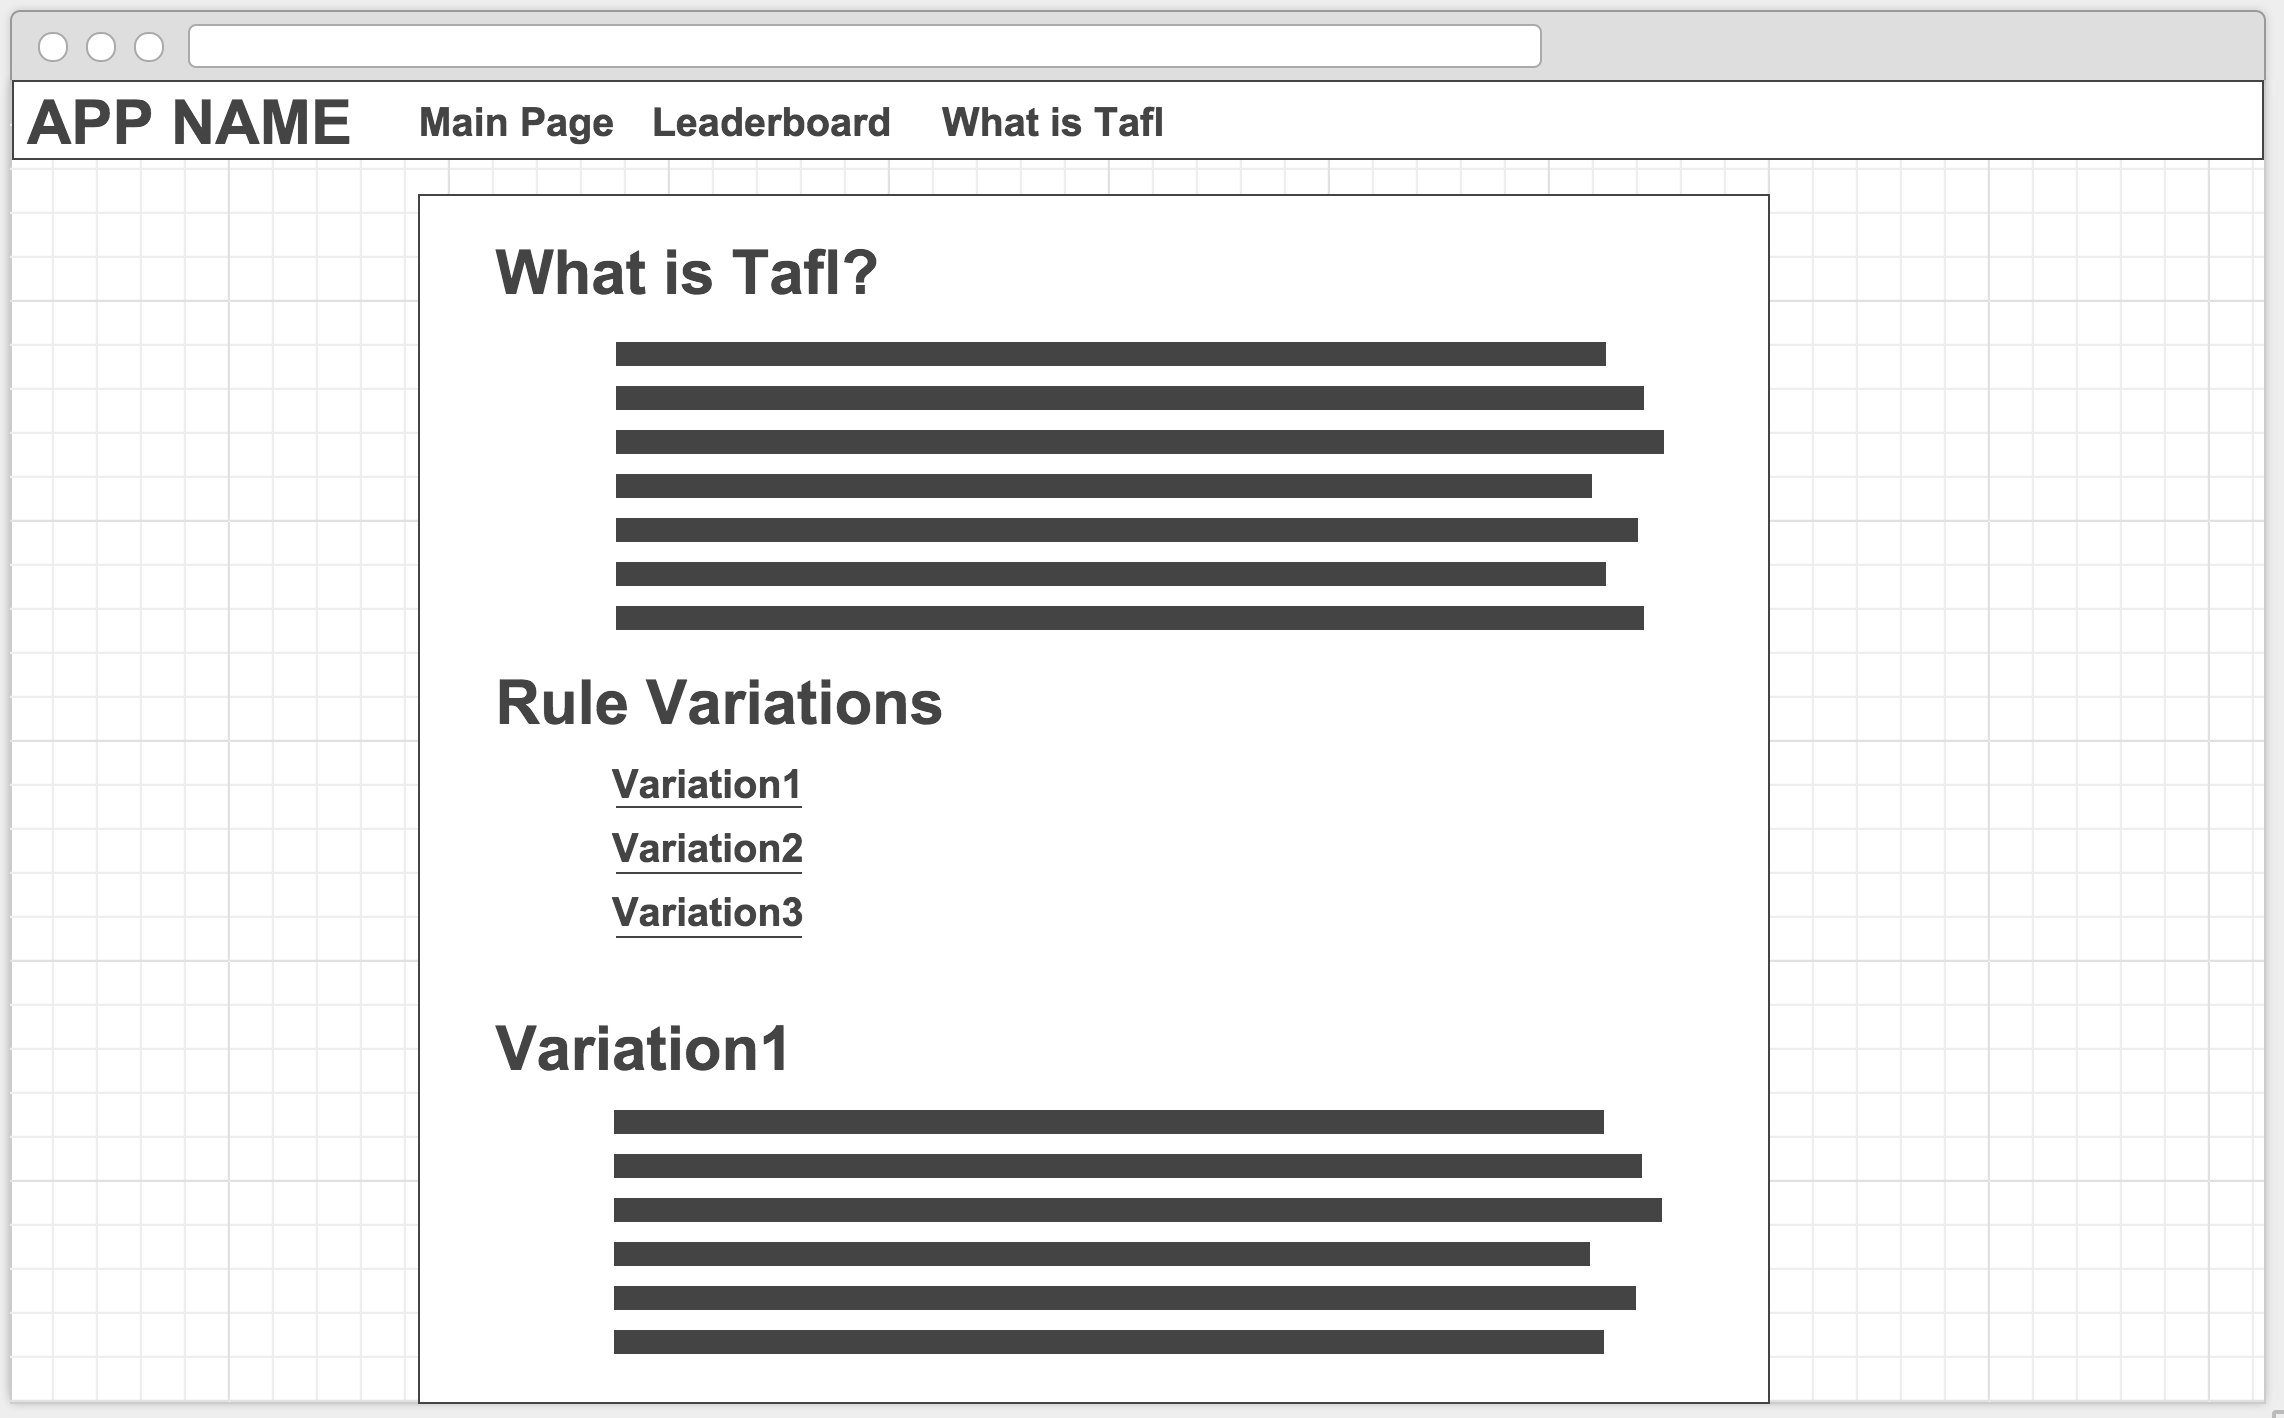 APP NAME Main Page Leaderboard What is Tafl
What is Tafl?
Rule Variations
Variation1
Variation2
Variation3
Variation1